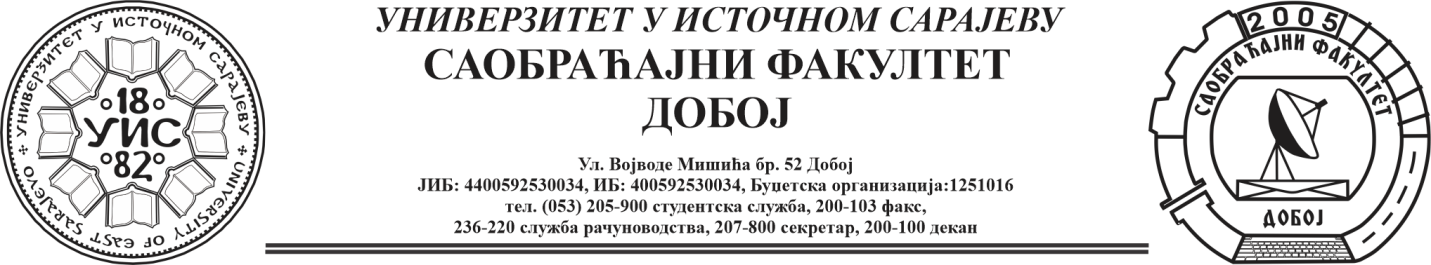 УНИВЕРЗИТЕТ У ИСТОЧНОМ САРАЈЕВУ
UNIVERSITY OF EAST SARAJEVO
18
УИС
82
УНИВЕРЗИТЕТ У ИСТОЧНОМ САРАЈЕВУ
САОБРАЋАЈНИ ФАКУЛТЕТ
ДОБОЈ
Ул. Војводе Мишића бр. 52 Добој
ЈИБ: 4400592530034, ИБ: 400592530034, Буџетска организација:1251016
тел. (053) 205-900 студентска служба, 200-103 факс,
236-220 служба рачуноводства, 207-800 секретар, 200-100 декан
2005
САОБРАЋАЈНИ ФАКУЛТЕТ
ДОБОЈ